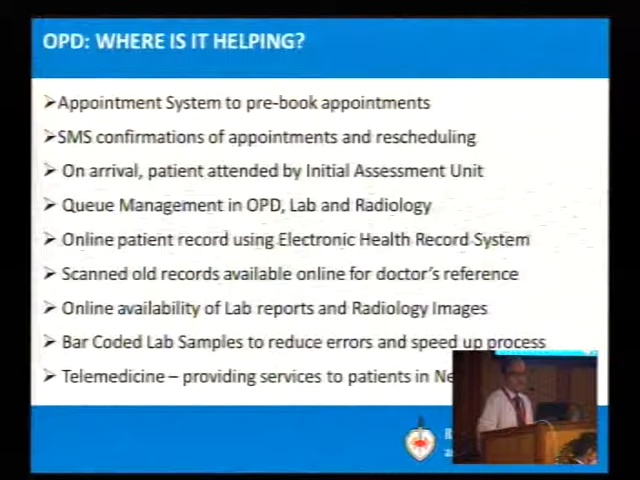 OPD: WHERE IS IT HELPING?
➢Appointment System to pre-book appointments
➢SMS confirmations of appointments and rescheduling
➢ On arrival, patient attended by Initial Assessment Unit
➢ Queue Management in OPD, Lab and Radiology
➢ Online patient record using Electronic Health Record System
➢ Scanned old records available online for doctor's reference
➢ Online availability of Lab reports and Radiology Images
➢ Bar Coded Lab Samples to reduce errors and speed up process
➢ Telemedicine – providing services to patients in